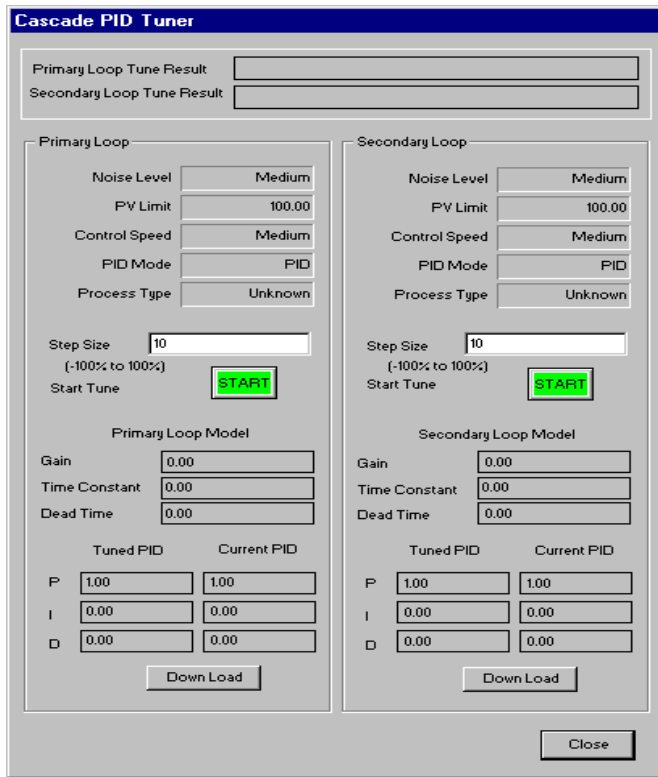 Cascade PID Tuner
Primary Loop Tune Result
Secondary Loop Tune Result
Primary Loop
Noise Level Medium
PV Limit 100.00
Control Speed Medium
PID Mode PID
Process Type Unknown
Step Size 10
(-100% to 100%)
Start Tune START
Primary Loop Model
Gain 0.00
Time Constant 0.00
Dead Time 0.00
Tuned PID Current PID
P 1.00 1.00
I 0.00 0.00
D 0.00 0.00
Down Load
Secondary Loop
Noise Level Medium
PV Limit 100.00
Control Speed Medium
PID Mode PID
Process Type Unknown
Step Size 10
(-100% to 100%)
Start Tune START
Secondary Loop Model
Gain 0.00
Time Constant 0.00
Dead Time 0.00
Tuned PID Current PID
P 1.00 1.00
I 0.00 0.00
D 0.00 0.00
Down Load
Close